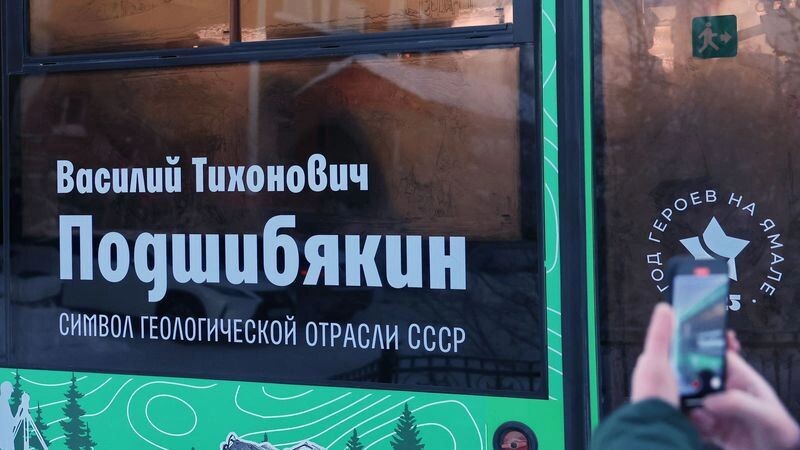 Василий Тихонович
Подшибякин
СИМВОЛ ГЕОЛОГИЧЕСКОЙ ОТРАСЛИ СССР
ГОД ГЕРОЕВ НА ЯМАЛЕ